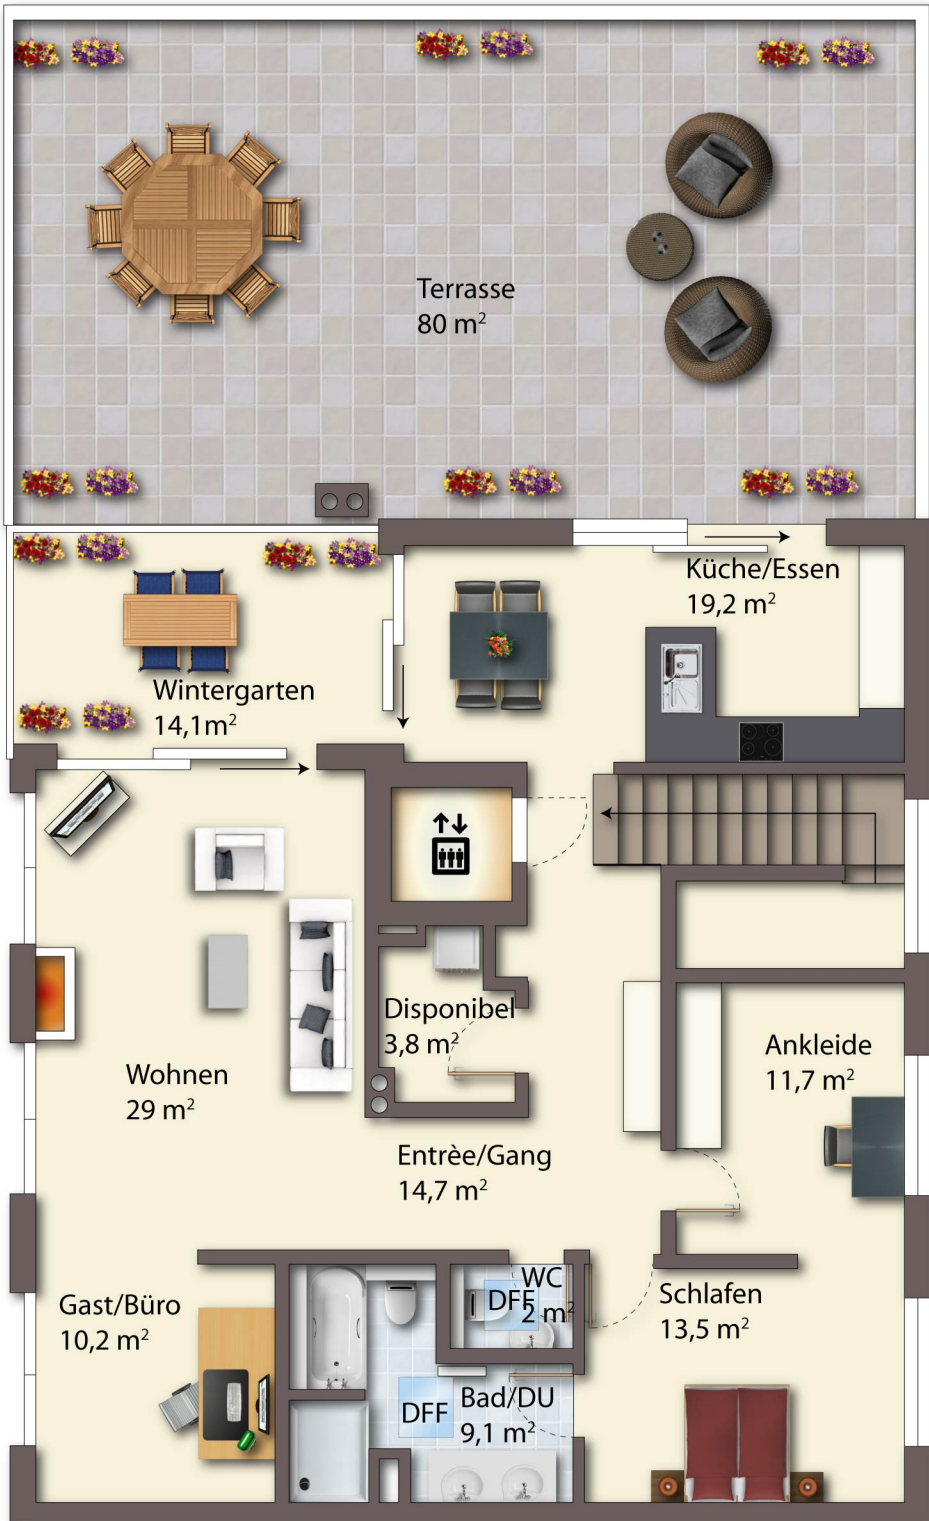 Terrasse
80 m²
Küche/Essen
19,2 m²
Wintergarten
14,1m²
Disponibel
3,8 m²
Wohnen
29 m²
Ankleide
11,7 m²
Entrèe/Gang
14,7 m²
WC
DFF
2 m²
Gast/Büro
10,2 m²
Schlafen
13,5 m²
DFF
Bad/DU
9,1 m²